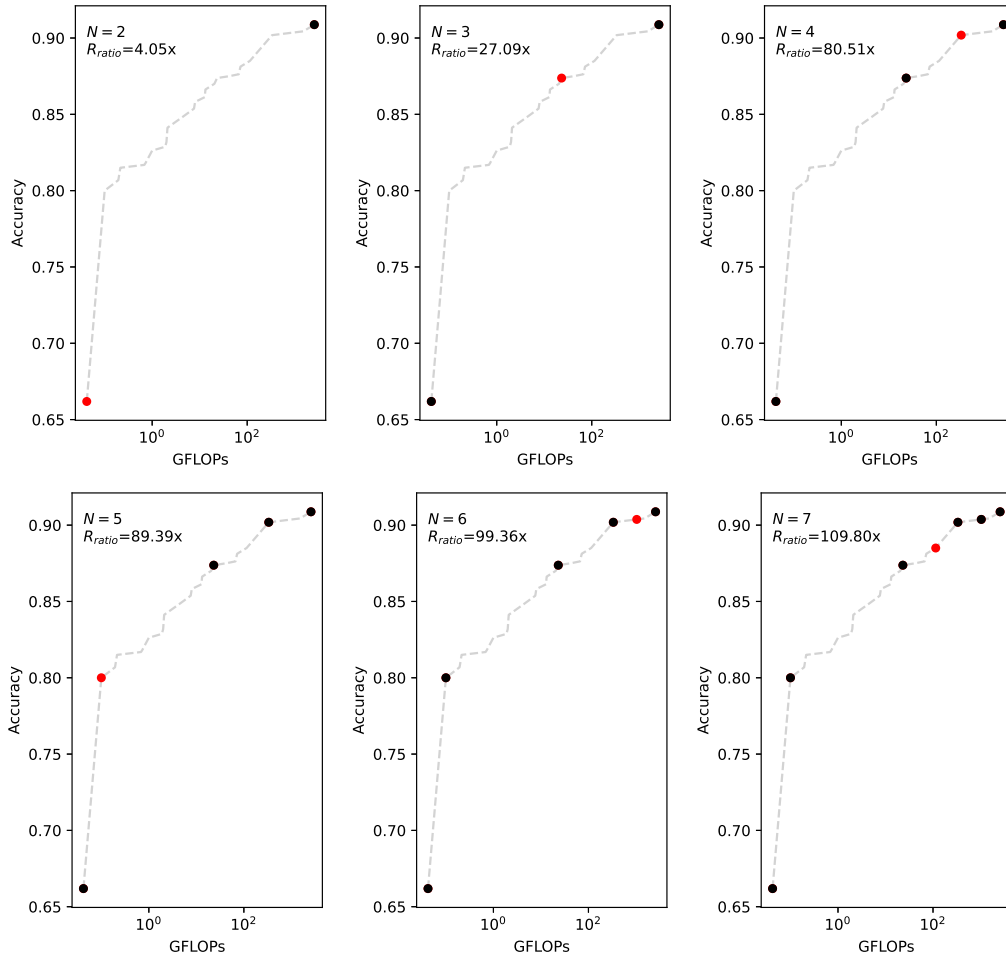 N = 2
R_ratio=4.05x
0.90
0.85
0.80
0.75
0.70
0.65
Accuracy
10^0
10^2
GFLOPs
N = 3
R_ratio=27.09x
0.90
0.85
0.80
0.75
0.70
0.65
Accuracy
10^0
10^2
GFLOPs
N = 4
R_ratio=80.51x
0.90
0.85
0.80
0.75
0.70
0.65
Accuracy
10^0
10^2
GFLOPs
N = 5
R_ratio=89.39x
0.90
0.85
0.80
0.75
0.70
0.65
Accuracy
10^0
10^2
GFLOPs
N = 6
R_ratio=99.36x
0.90
0.85
0.80
0.75
0.70
0.65
Accuracy
10^0
10^2
GFLOPs
N = 7
R_ratio=109.80x
0.90
0.85
0.80
0.75
0.70
0.65
Accuracy
10^0
10^2
GFLOPs